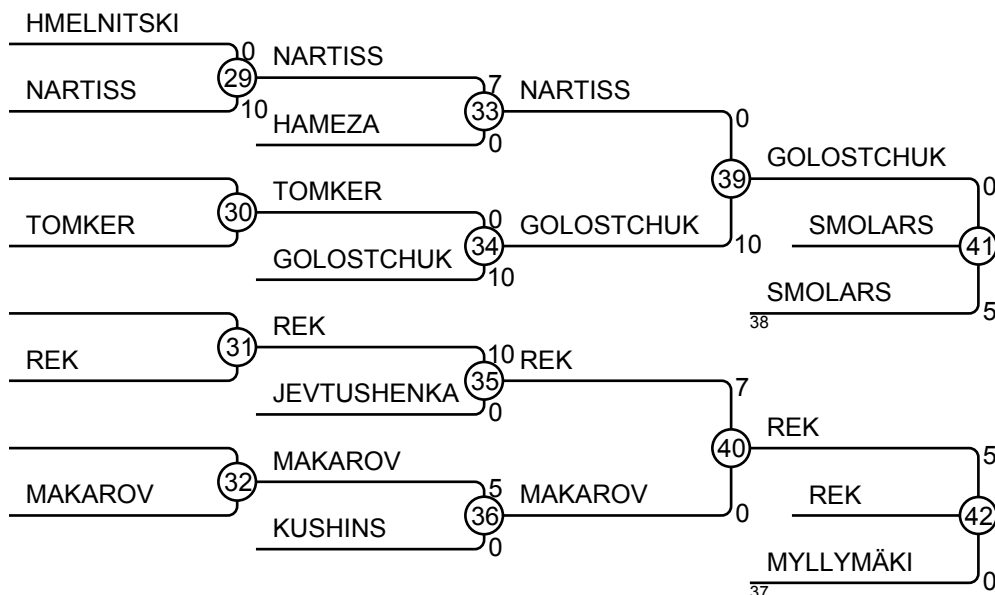 HMELNITSKI
0
29
NARTISS
NARTISS
10
7
33
NARTISS
HAMEZA
0
0
39
GOLOSTCHUK
0
30
TOMKER
TOMKER
0
34
GOLOSTCHUK
10
SMOLARS
41
GOLOSTCHUK
10
SMOLARS
38
5
31
REK
REK
10
35
REK
7
JEVTUSHENKA
0
40
REK
5
32
MAKAROV
MAKAROV
5
36
MAKAROV
0
REK
42
KUSHINS
0
MYLLYMÄKI
37
0